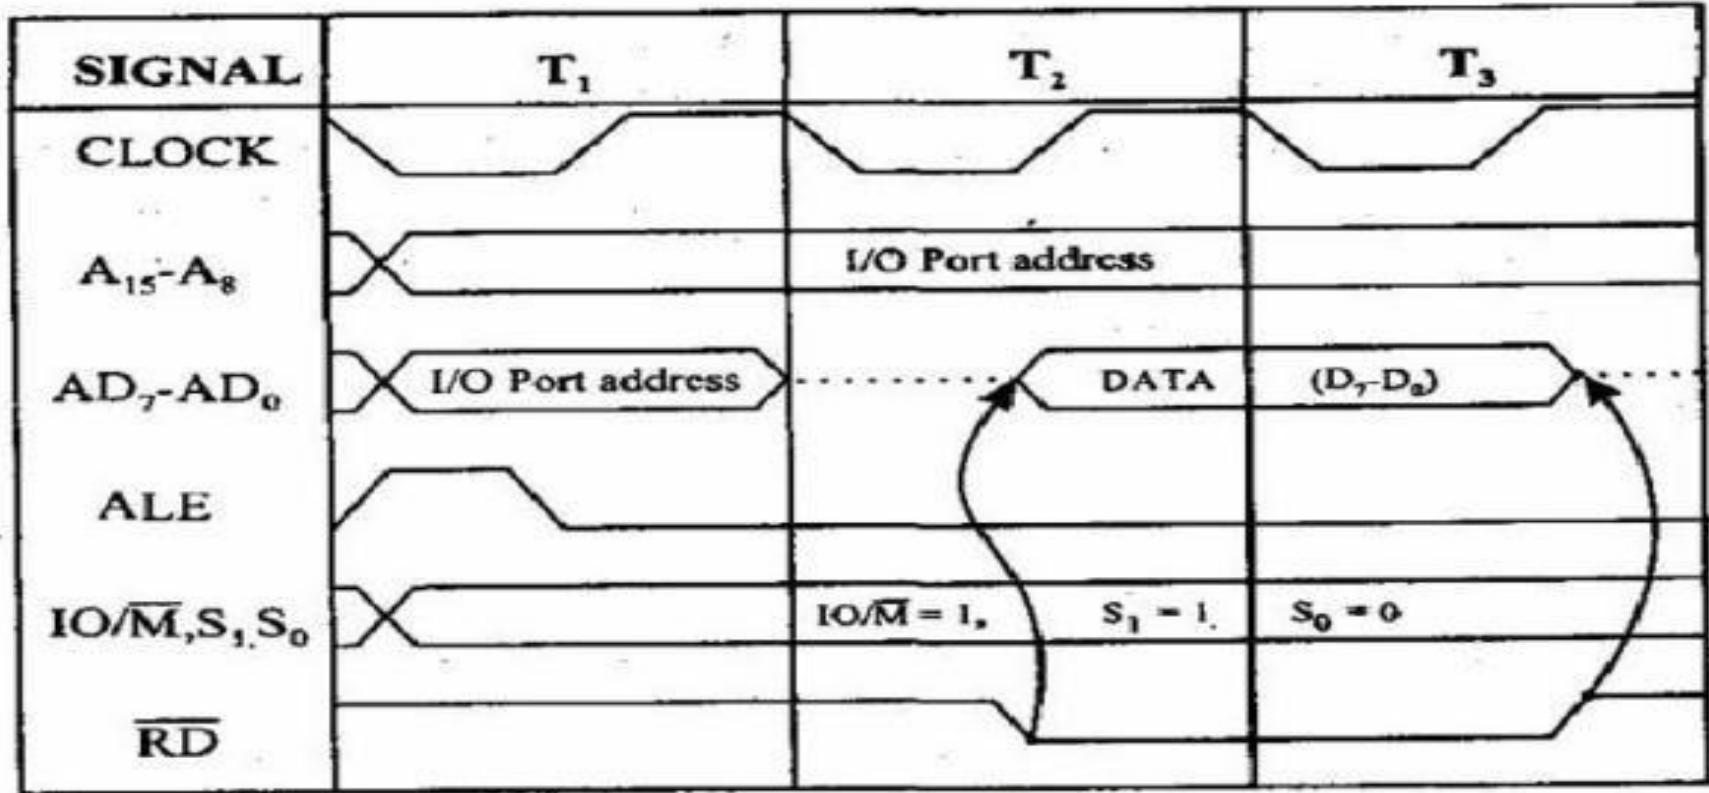 SIGNAL T₁ T₂ T₃
CLOCK
A₁₅-A₈ I/O Port address
AD₇-AD₀ I/O Port address DATA (D₇-D₀)
ALE
IO/M̅,S₁,S₀ IO/M̅ = 1, S₁ = 1, S₀ = 0
R̅D̅